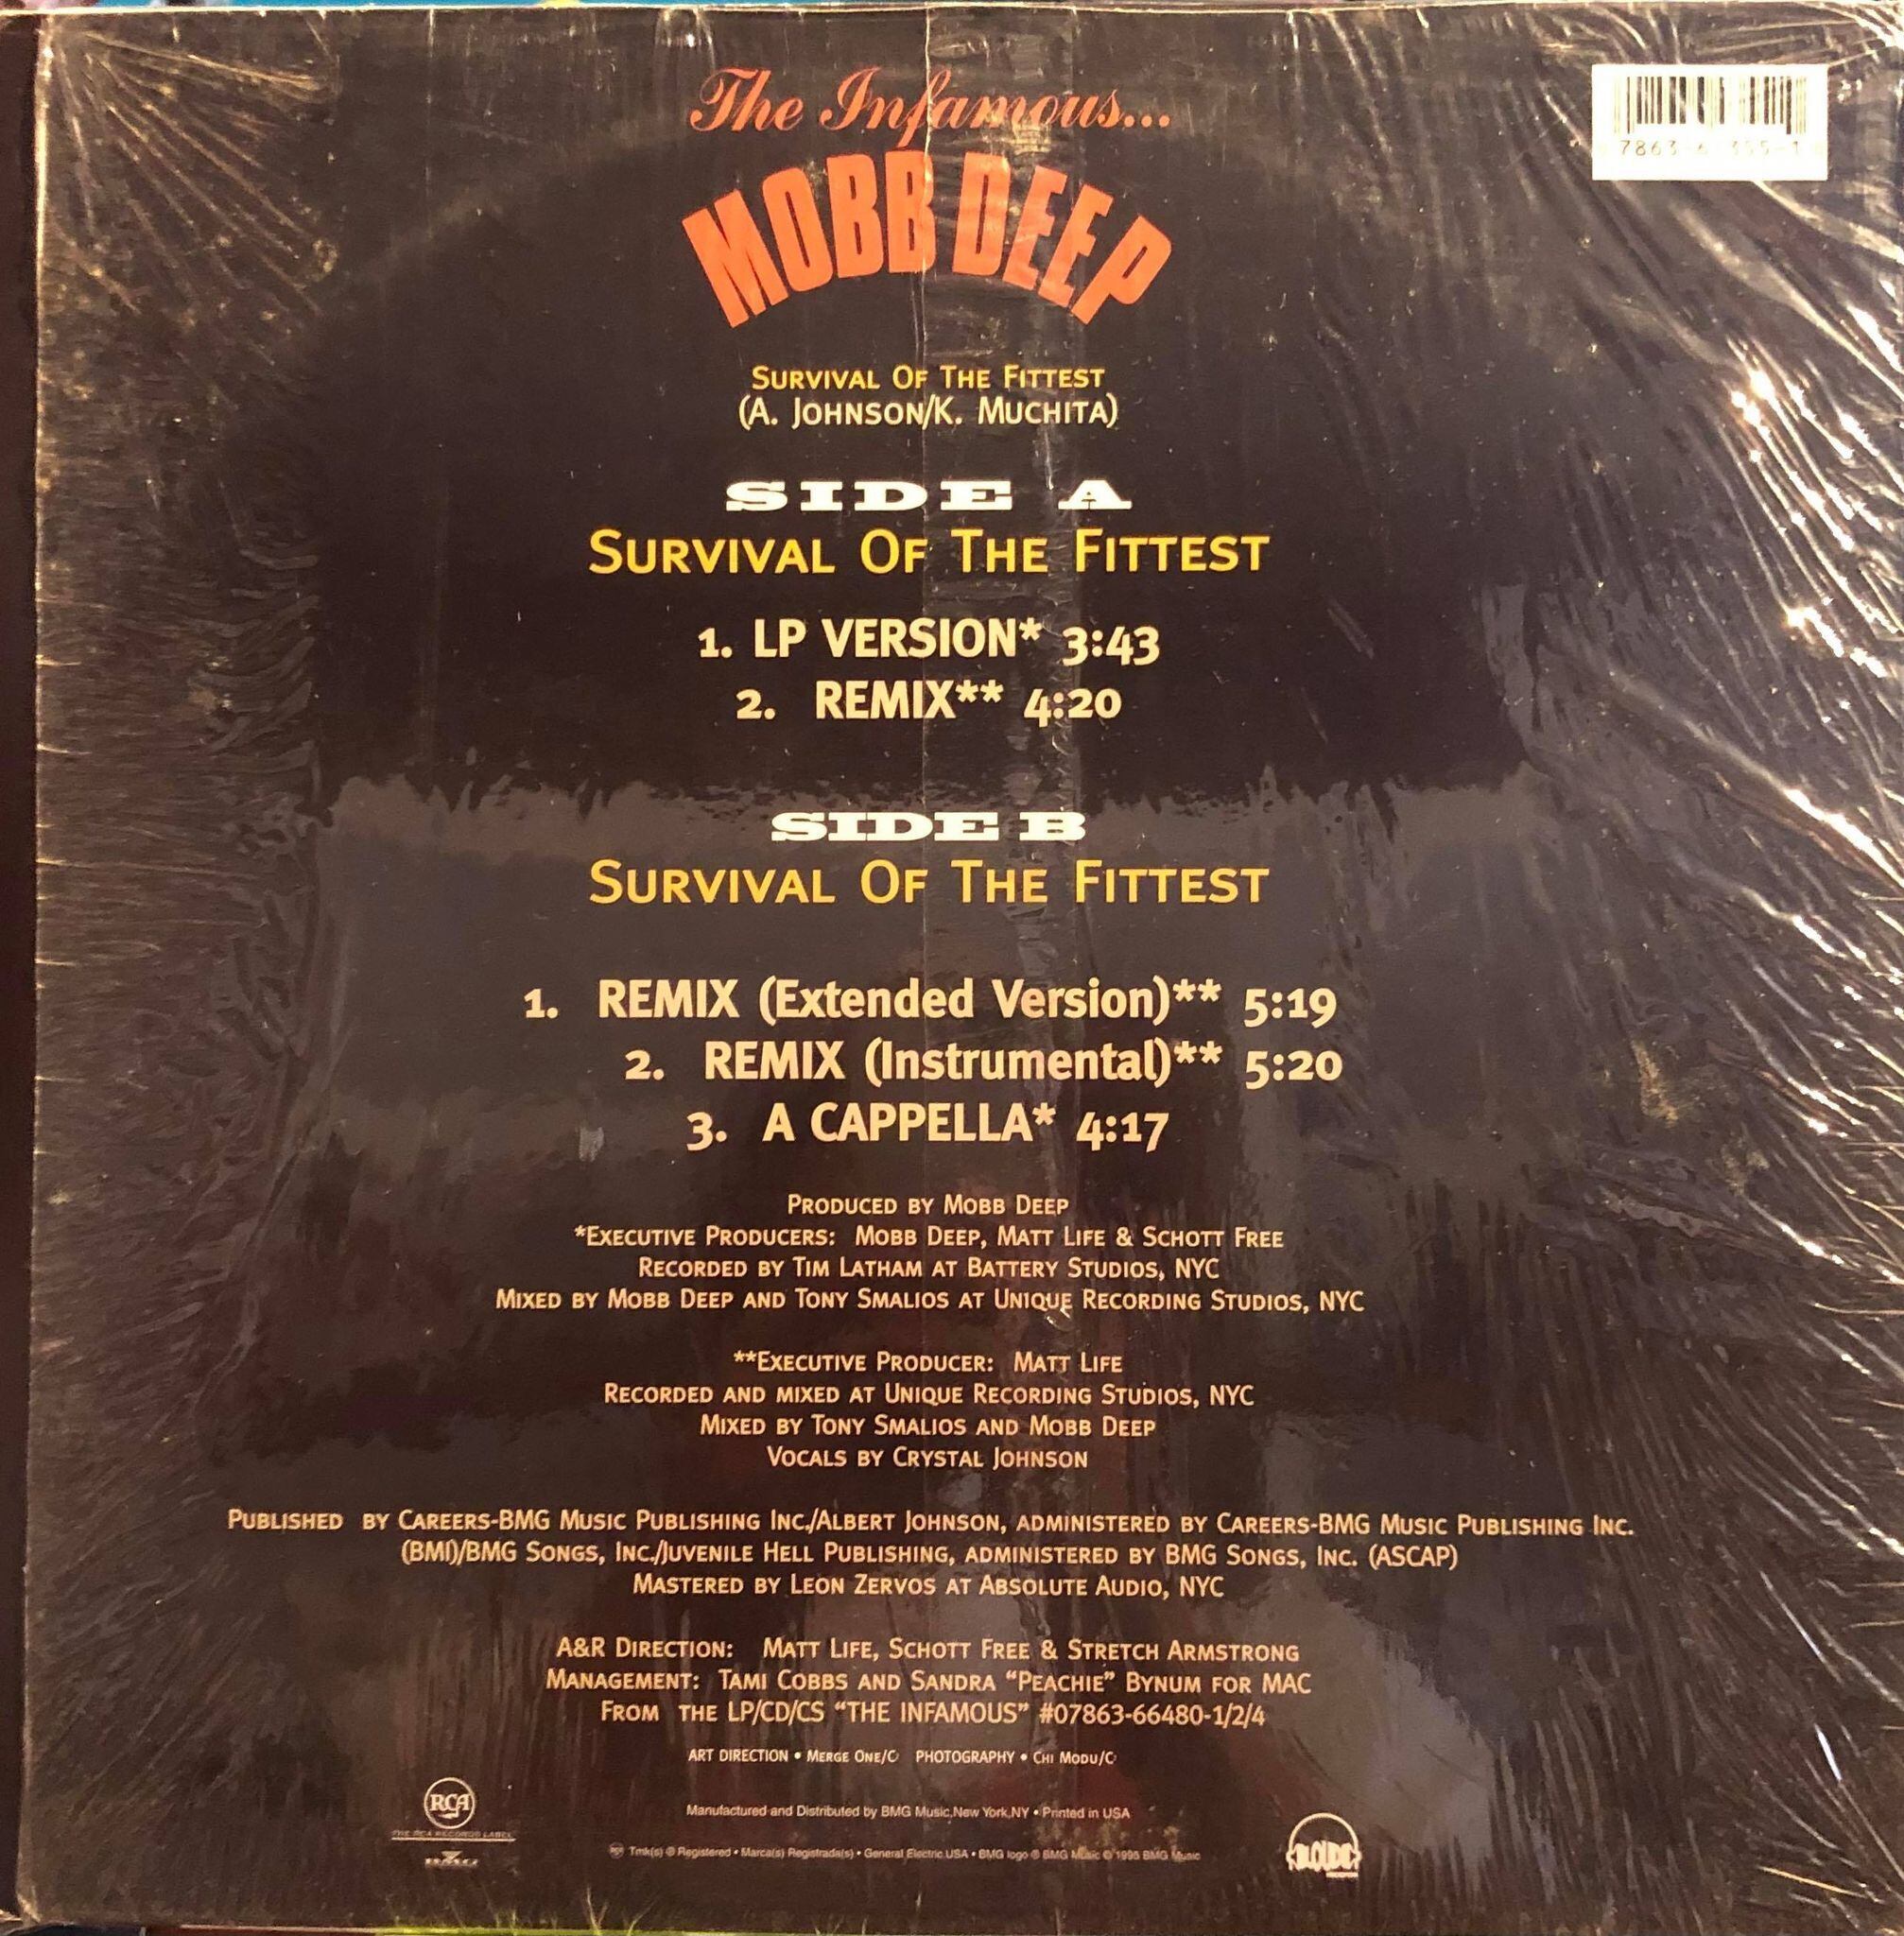 The Infamous...
MOBB DEEP
SURVIVAL OF THE FITTEST
(A. JOHNSON/K. MUCHITA)
SIDE A
SURVIVAL OF THE FITTEST
1. LP VERSION* 3:43
2. REMIX** 4:20
SIDE B
SURVIVAL OF THE FITTEST
1. REMIX (Extended Version)** 5:19
2. REMIX (Instrumental)** 5:20
3. A CAPPELLA* 4:17
PRODUCED BY MOBB DEEP
*EXECUTIVE PRODUCERS: MOBB DEEP, MATT LIFE & SCHOTT FREE
RECORDED BY TIM LATHAM AT BATTERY STUDIOS, NYC
MIXED BY MOBB DEEP AND TONY SMALIOS AT UNIQUE RECORDING STUDIOS, NYC
**EXECUTIVE PRODUCER: MATT LIFE
RECORDED AND MIXED AT UNIQUE RECORDING STUDIOS, NYC
MIXED BY TONY SMALIOS AND MOBB DEEP
VOCALS BY CRYSTAL JOHNSON
PUBLISHED BY CAREERS-BMG MUSIC PUBLISHING INC./ALBERT JOHNSON, ADMINISTERED BY CAREERS-BMG MUSIC PUBLISHING INC.
(BMI)/BMG SONGS, INC./JUVENILE HELL PUBLISHING, ADMINISTERED BY BMG SONGS, INC. (ASCAP)
MASTERED BY LEON ZERVOS AT ABSOLUTE AUDIO, NYC
A&R DIRECTION: MATT LIFE, SCHOTT FREE & STRETCH ARMSTRONG
MANAGEMENT: TAMI COBBS AND SANDRA "PEACHIE" BYNUM FOR MAC
FROM THE LP/CD/CS "THE INFAMOUS" #07863-66480-1/2/4
ART DIRECTION • MERGE ONE/C PHOTOGRAPHY • CHI MODU/C
RCA
THE RCA RECORDS LABEL
BMG
Manufactured and Distributed by BMG Music, New York, NY • Printed in USA
Tmk(s) ® Registered • Marca(s) Registrada(s) • General Electric, USA • BMG logo ® BMG Music © 1995 BMG Music
LOUD